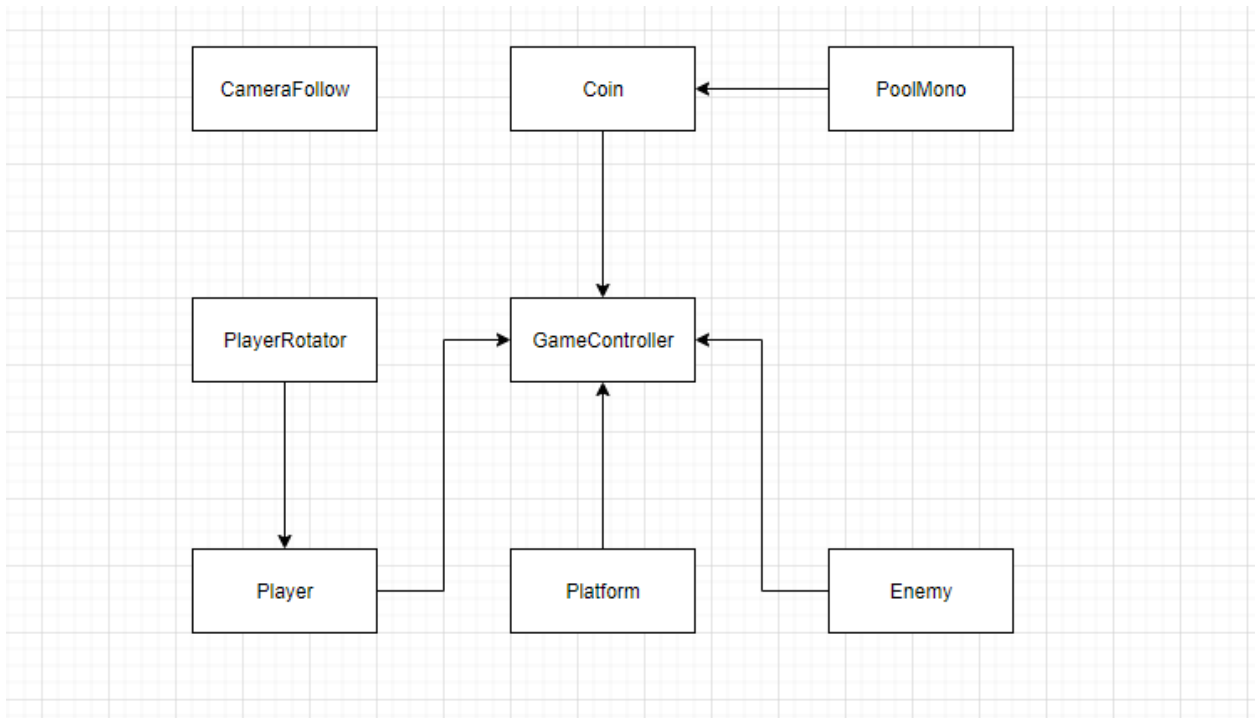 CameraFollow
Coin
PoolMono
PlayerRotator
GameController
Player
Platform
Enemy